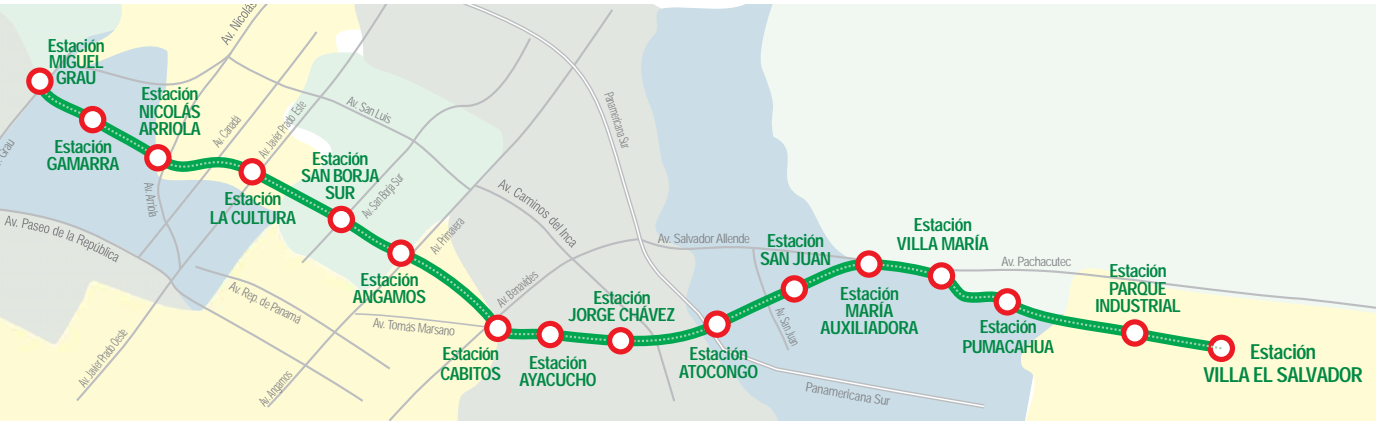 Estación
MIGUEL
GRAU
Estación
GAMARRA
Estación
NICOLÁS
ARRIOLA
Estación
LA CULTURA
Estación
SAN BORJA
SUR
Estación
ANGAMOS
Estación
CABITOS
Estación
AYACUCHO
Estación
JORGE CHÁVEZ
Estación
ATOCONGO
Estación
SAN JUAN
Estación
MARÍA
AUXILIADORA
Estación
VILLA MARÍA
Estación
PUMACAHUA
Estación
PARQUE
INDUSTRIAL
Estación
VILLA EL SALVADOR
Grau
Av. Nicolás
Av. Arriola
Av. Canadá
Av. Javier Prado Este
Av. San Luis
Av. San Borja Sur
Av. Primavera
Av. Caminos del Inca
Av. Benavides
Panamericana Sur
Av. Paseo de la República
Av. Rep. de Panamá
Av. Tomás Marsano
Av. Javier Prado Oeste
Av. Angamos
Av. Salvador Allende
Av. San Juan
Av. Pachacutec
Panamericana Sur